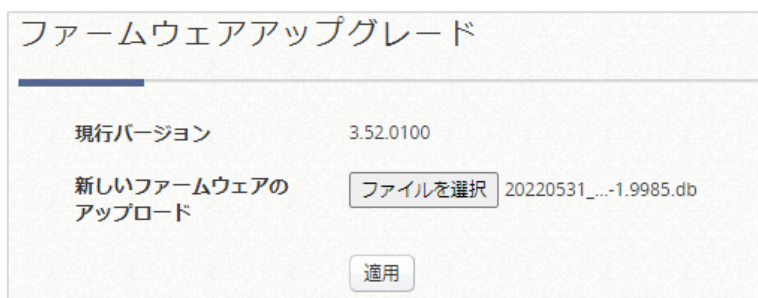 ファームウェアアップグレード
現行バージョン 3.52.0100
新しいファームウェアの
アップロード
ファイルを選択 20220531_...-1.9985.db
適用